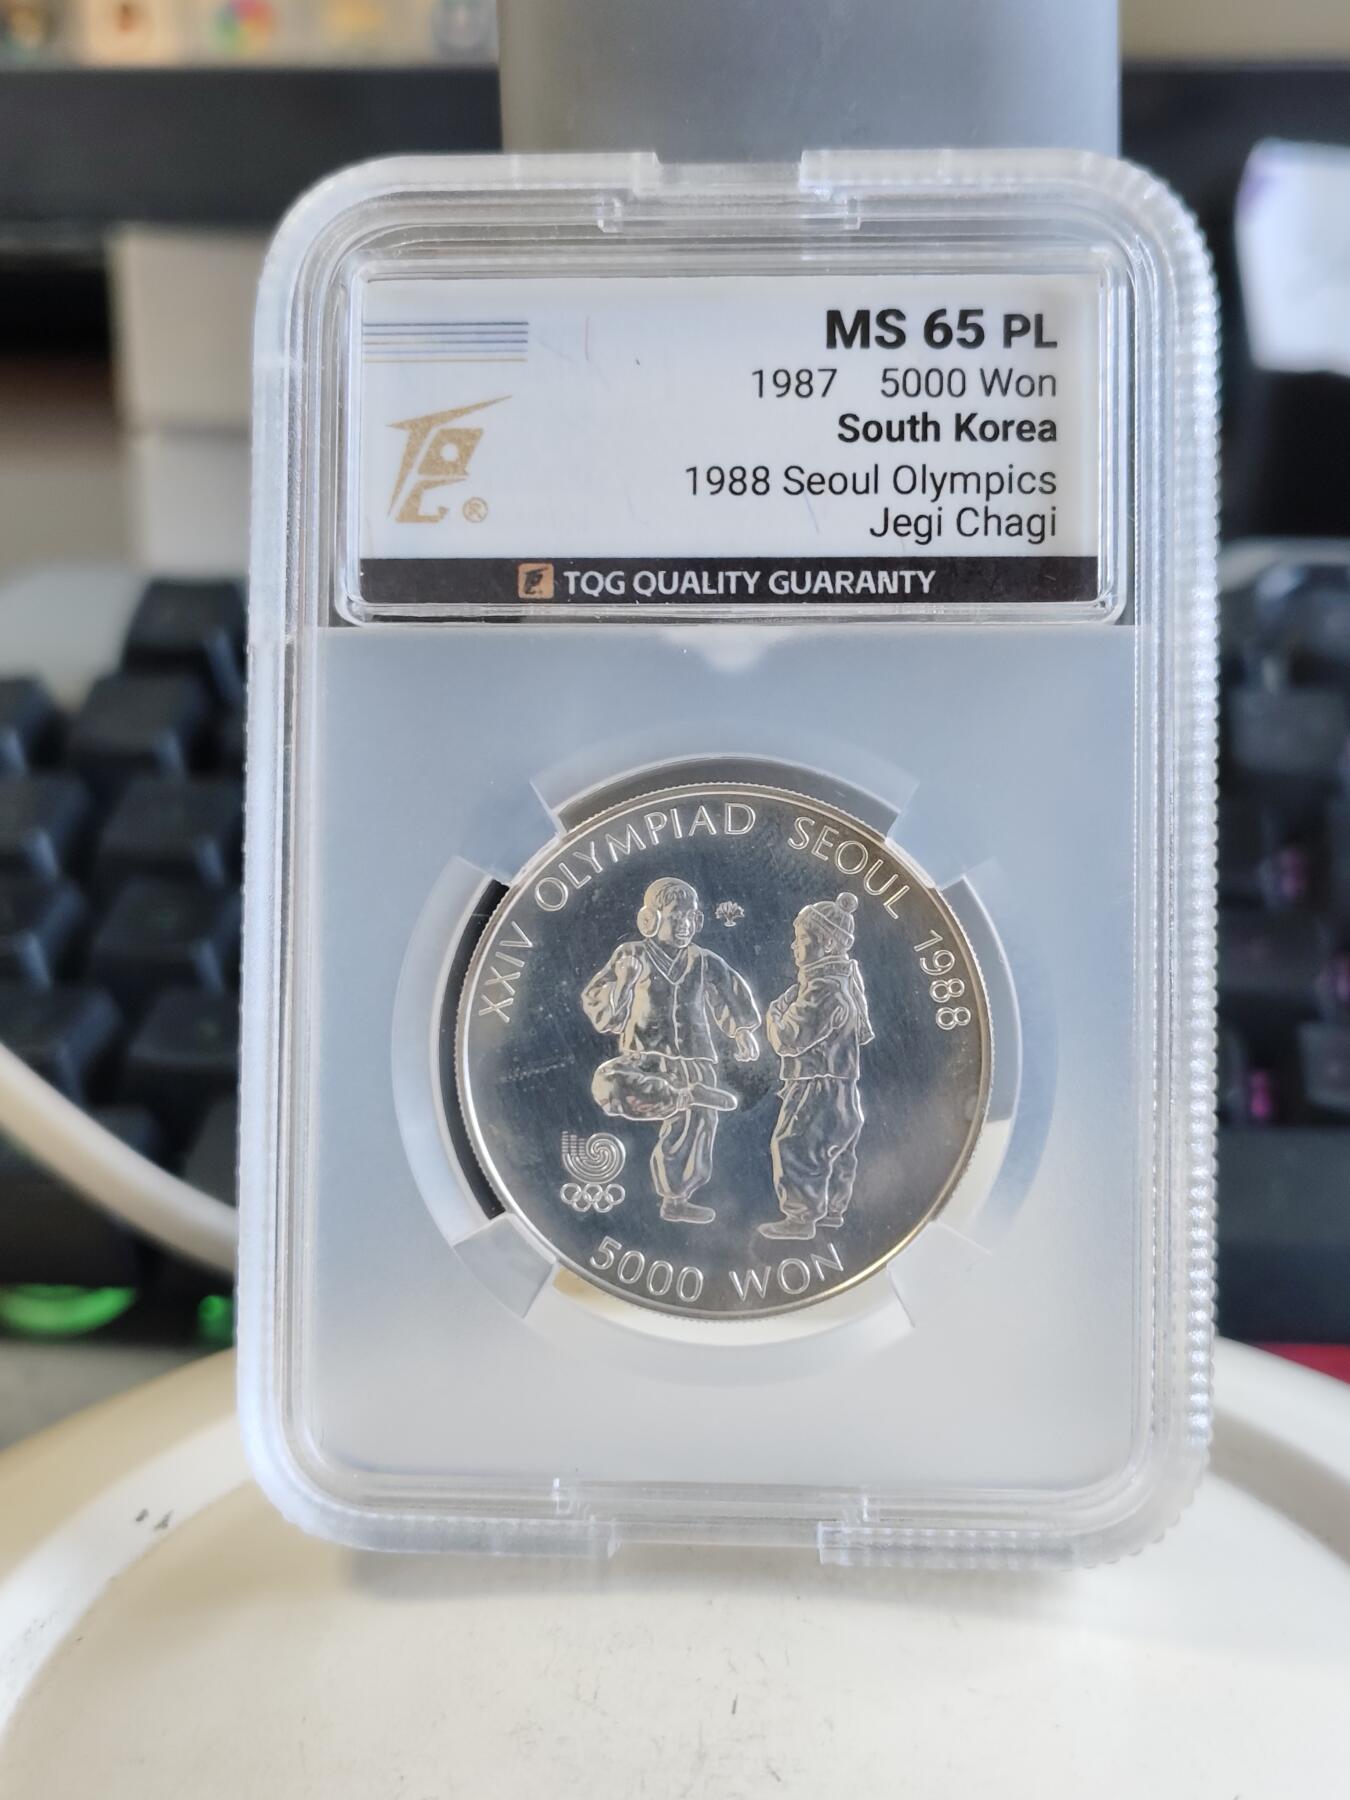 MS 65 PL
1987 5000 Won
South Korea
1988 Seoul Olympics
Jegi Chagi
TQG ®
TQG QUALITY GUARANTY
XXIV OLYMPIAD SEOUL 1988
5000 WON